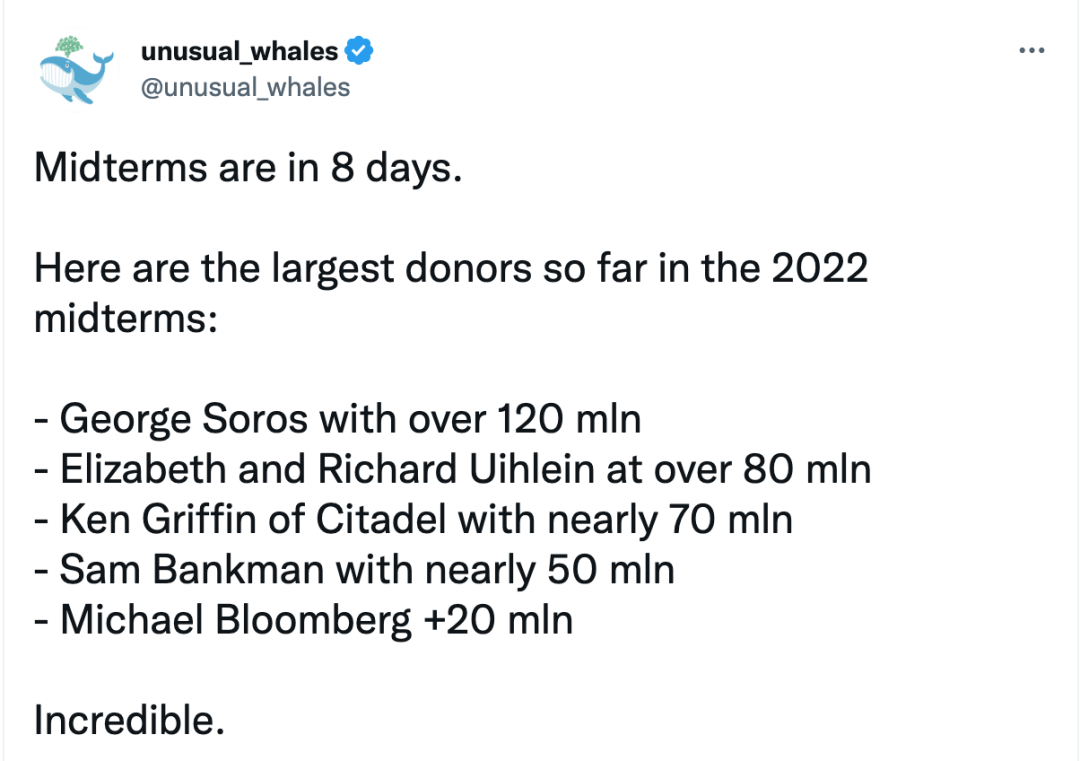 unusual_whales
@unusual_whales
Midterms are in 8 days.
Here are the largest donors so far in the 2022
midterms:
- George Soros with over 120 mln
- Elizabeth and Richard Uihlein at over 80 mln
- Ken Griffin of Citadel with nearly 70 mln
- Sam Bankman with nearly 50 mln
- Michael Bloomberg +20 mln
Incredible.